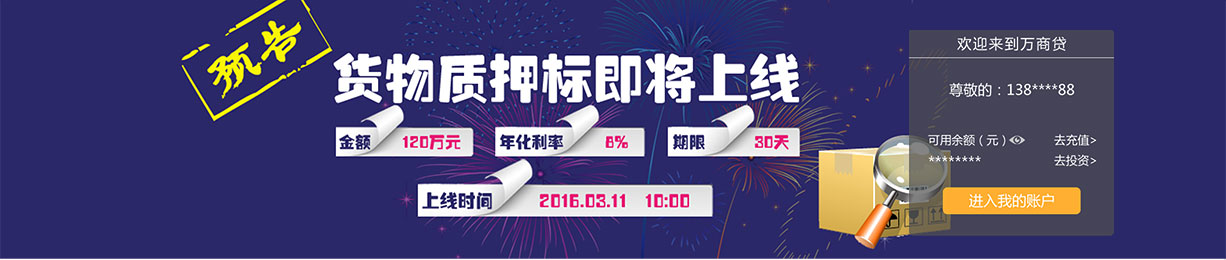 预告
货物质押标即将上线
金额 120万元 年化利率 8% 期限 30天
上线时间 2016.03.11 10:00
欢迎来到万商贷
尊敬的：138****88
可用余额（元） 去充值>
******** 去投资>
进入我的账户